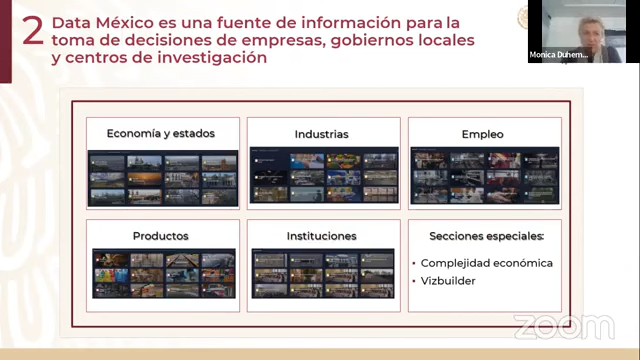 2
Data México es una fuente de información para la
toma de decisiones de empresas, gobiernos locales
y centros de investigación
Monica Duhem...
Economía y estados
Industrias
Empleo
Productos
Instituciones
Secciones especiales:
• Complejidad económica
• Vizbuilder
zoom